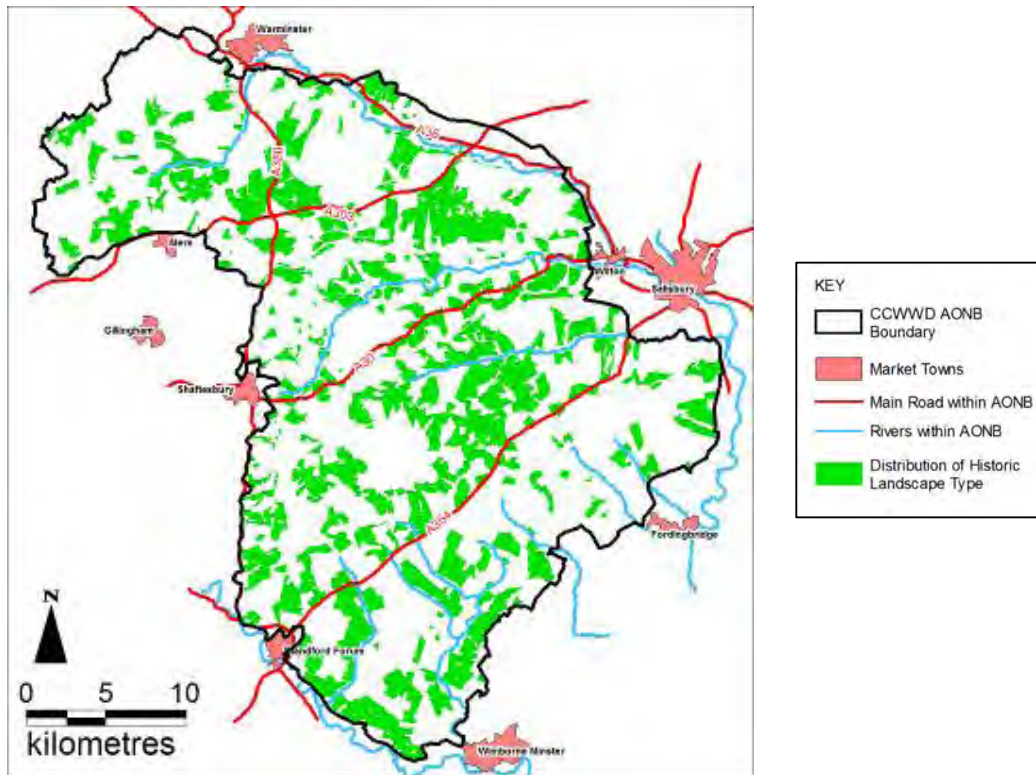 Warminster
A36
A350
A303
Mere
Wilton
Salisbury
Gillingham
A30
Shaftesbury
A354
Fordingbridge
Blandford Forum
Wimborne Minster
N
0 5 10
kilometres
KEY
CCWWD AONB
Boundary
Market Towns
Main Road within AONB
Rivers within AONB
Distribution of Historic
Landscape Type